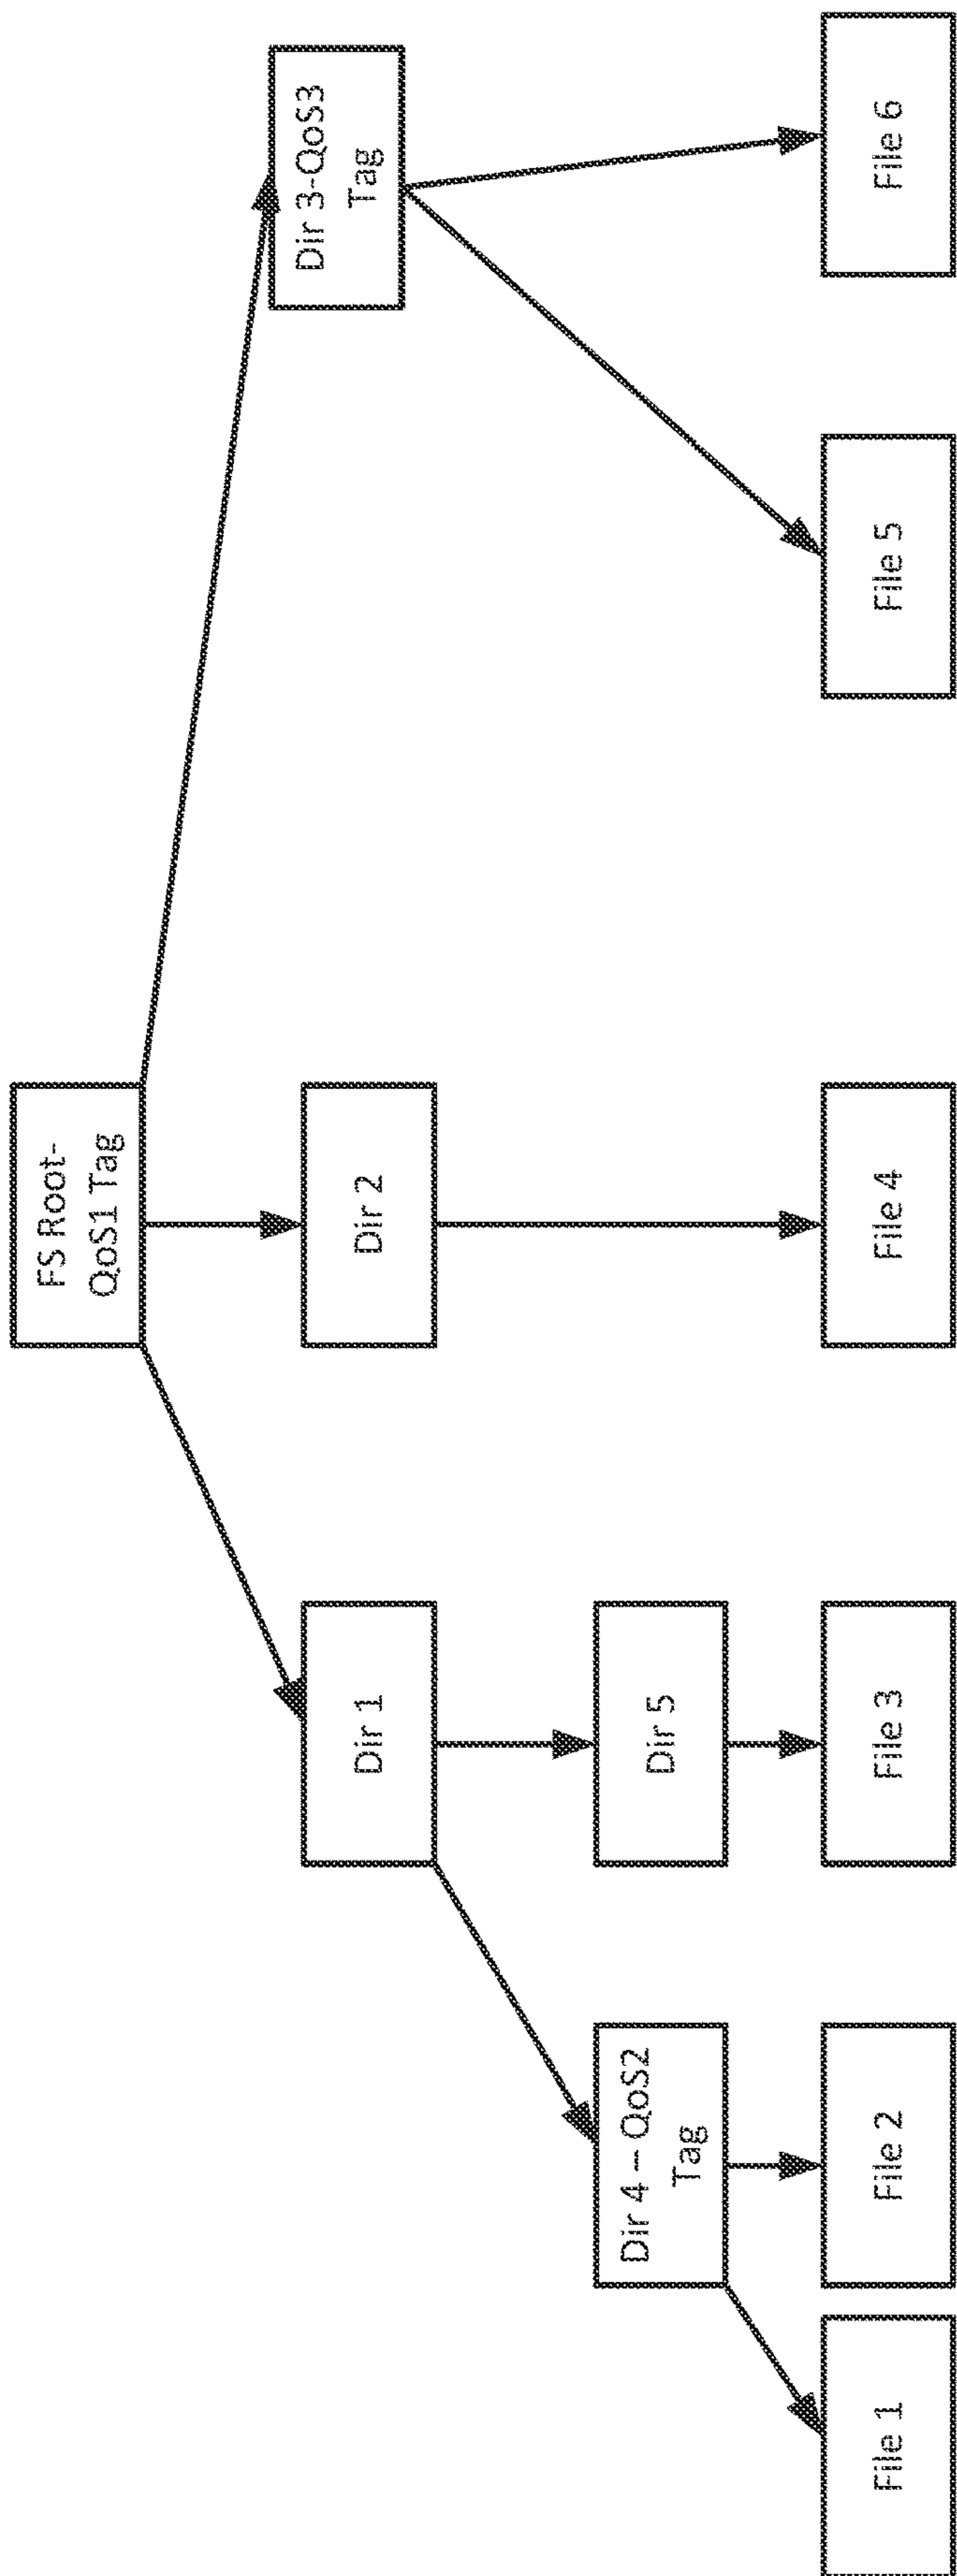 FS Root-
QoS1 Tag
Dir 1
Dir 2
Dir 3-QoS3
Tag
Dir 4 – QoS2
Tag
Dir 5
File 1
File 2
File 3
File 4
File 5
File 6